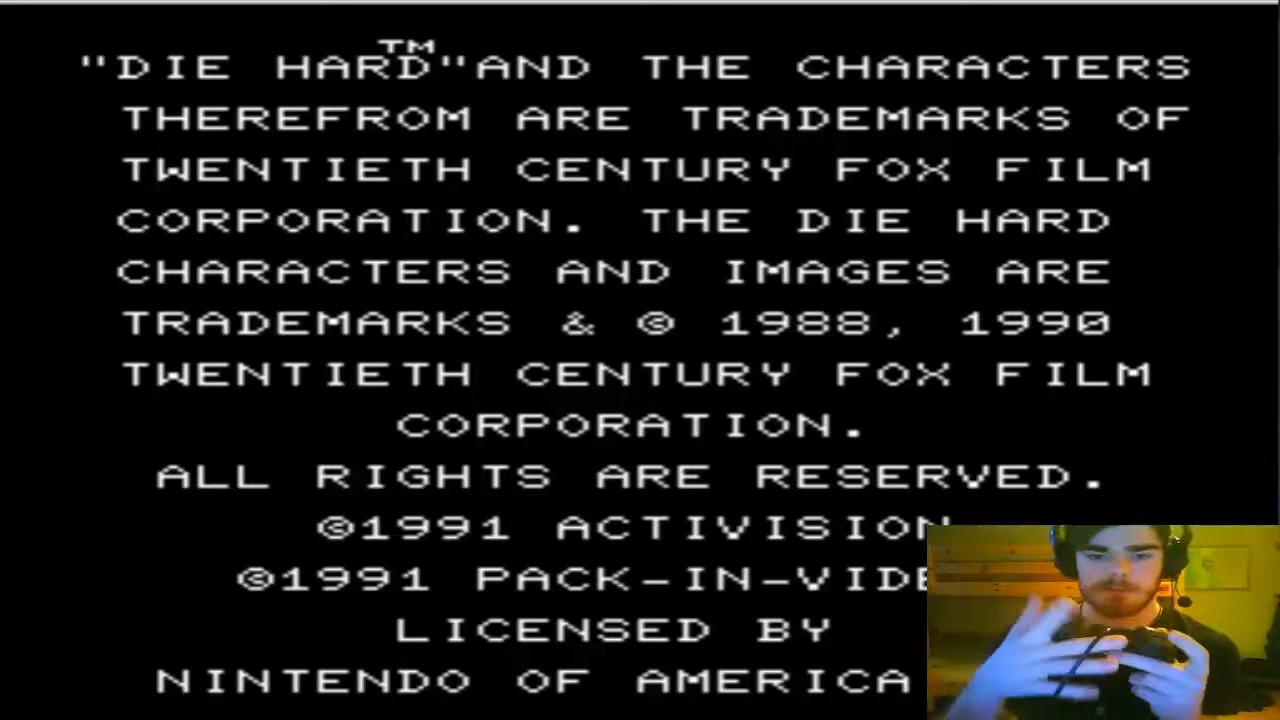 TM
"DIE HARD"AND THE CHARACTERS
THEREFROM ARE TRADEMARKS OF
TWENTIETH CENTURY FOX FILM
CORPORATION. THE DIE HARD
CHARACTERS AND IMAGES ARE
TRADEMARKS & © 1988, 1990
TWENTIETH CENTURY FOX FILM
CORPORATION.
ALL RIGHTS ARE RESERVED.
©1991 ACTIVISION
©1991 PACK-IN-VIDE
LICENSED BY
NINTENDO OF AMERICA